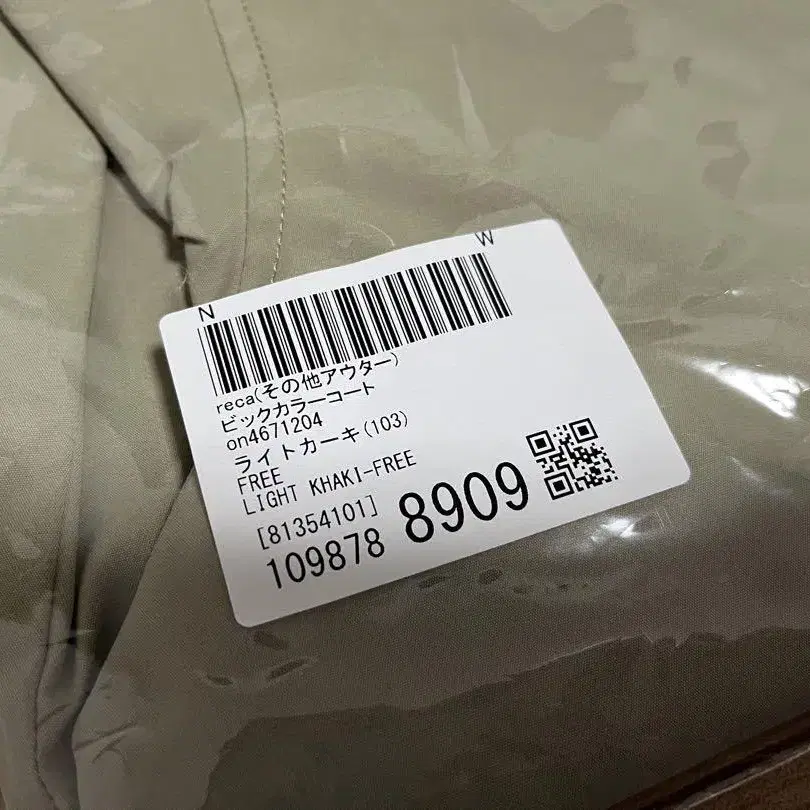 N W
reca(その他アウター)
ビックカラーコート
on4671204
ライトカーキ(103)
FREE
LIGHT KHAKI-FREE
[81354101]
109878 8909